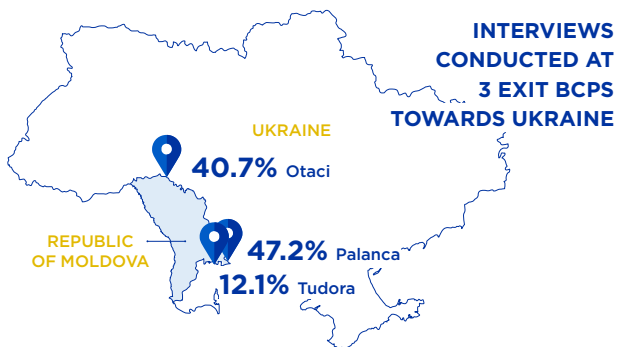 INTERVIEWS
CONDUCTED AT
3 EXIT BCPS
TOWARDS UKRAINE
UKRAINE
40.7% Otaci
REPUBLIC
OF MOLDOVA
47.2% Palanca
12.1% Tudora